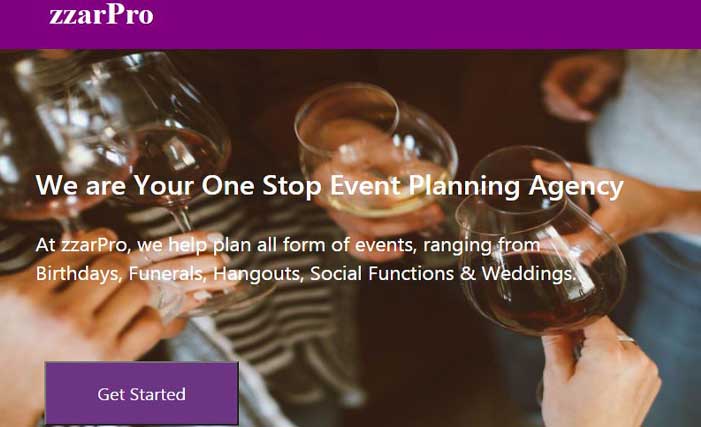 zzarPro
We are Your One Stop Event Planning Agency
At zzarPro, we help plan all form of events, ranging from
Birthdays, Funerals, Hangouts, Social Functions & Weddings.
Get Started